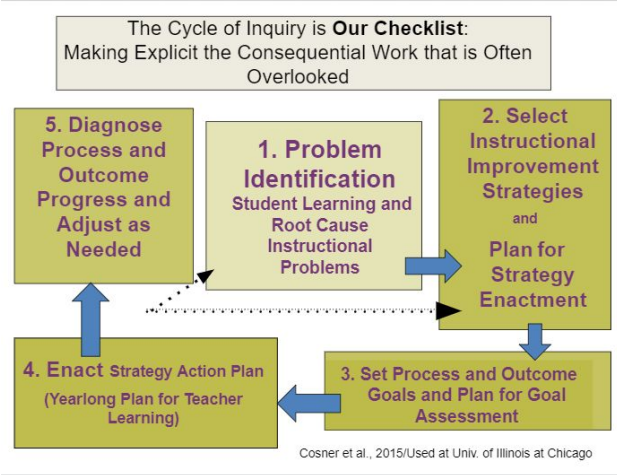 The Cycle of Inquiry is Our Checklist:
Making Explicit the Consequential Work that is Often
Overlooked
1. Problem
Identification
Student Learning and
Root Cause
Instructional
Problems
2. Select
Instructional
Improvement
Strategies
and
Plan for
Strategy
Enactment
3. Set Process and Outcome
Goals and Plan for Goal
Assessment
4. Enact Strategy Action Plan
(Yearlong Plan for Teacher
Learning)
5. Diagnose
Process and
Outcome
Progress and
Adjust as
Needed
Cosner et al., 2015/Used at Univ. of Illinois at Chicago